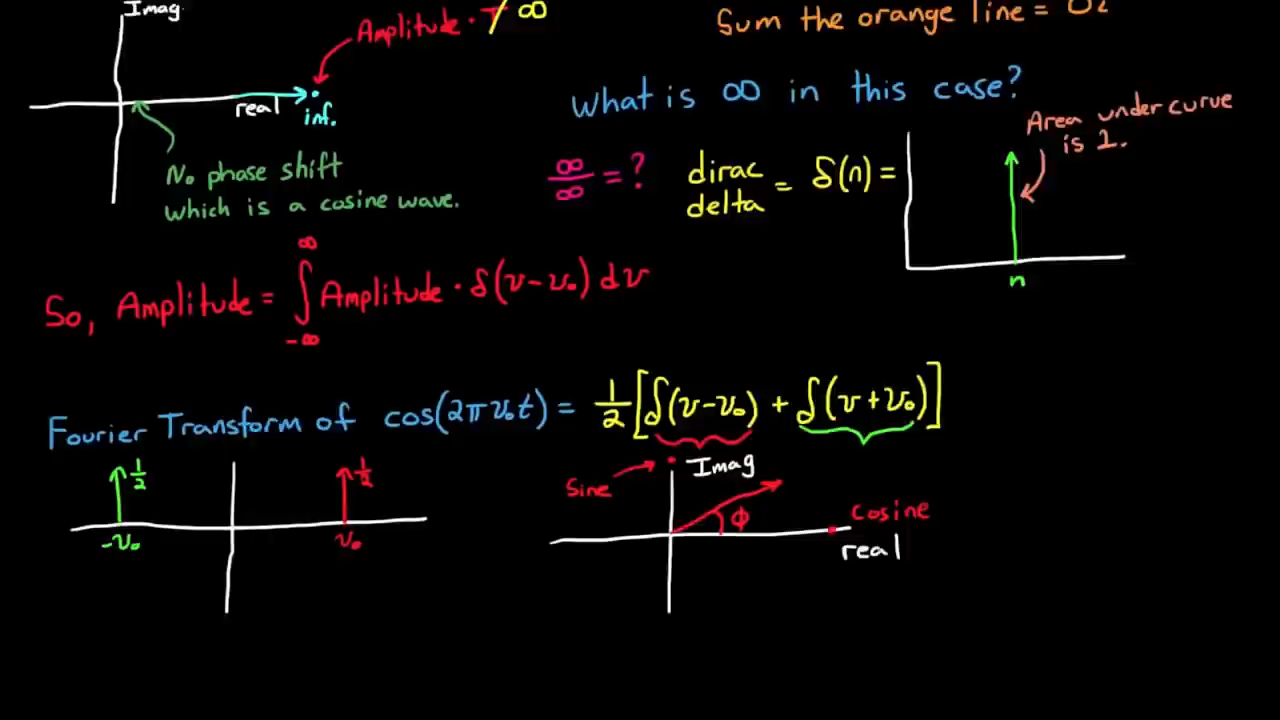 Imag
Amplitude · T ∞
Sum the orange line =
real
inf.
What is ∞ in this case?
Area under curve
is 1.
No phase shift
which is a cosine wave.
∞/∞ = ?
dirac
delta = δ(n) =
n
So, Amplitude = ∫_{-∞}^{∞} Amplitude · δ(ν-ν₀) dν
Fourier Transform of cos(2πν₀t) = 1/2 [δ(ν-ν₀) + δ(ν+ν₀)]
1/2
1/2
-ν₀
ν₀
Sine
Imag
ϕ
cosine
real